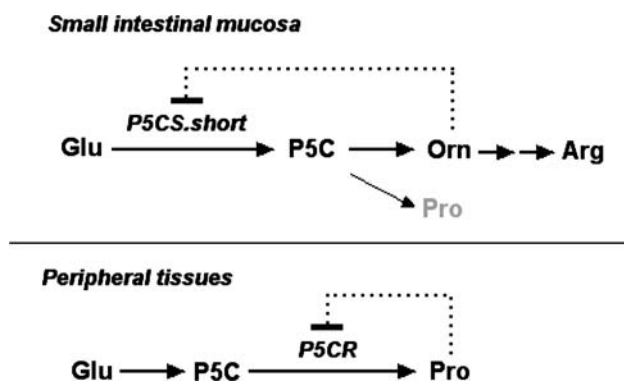 Small intestinal mucosa
P5CS.short
Glu P5C Orn Arg
Pro
Peripheral tissues
P5CR
Glu P5C Pro